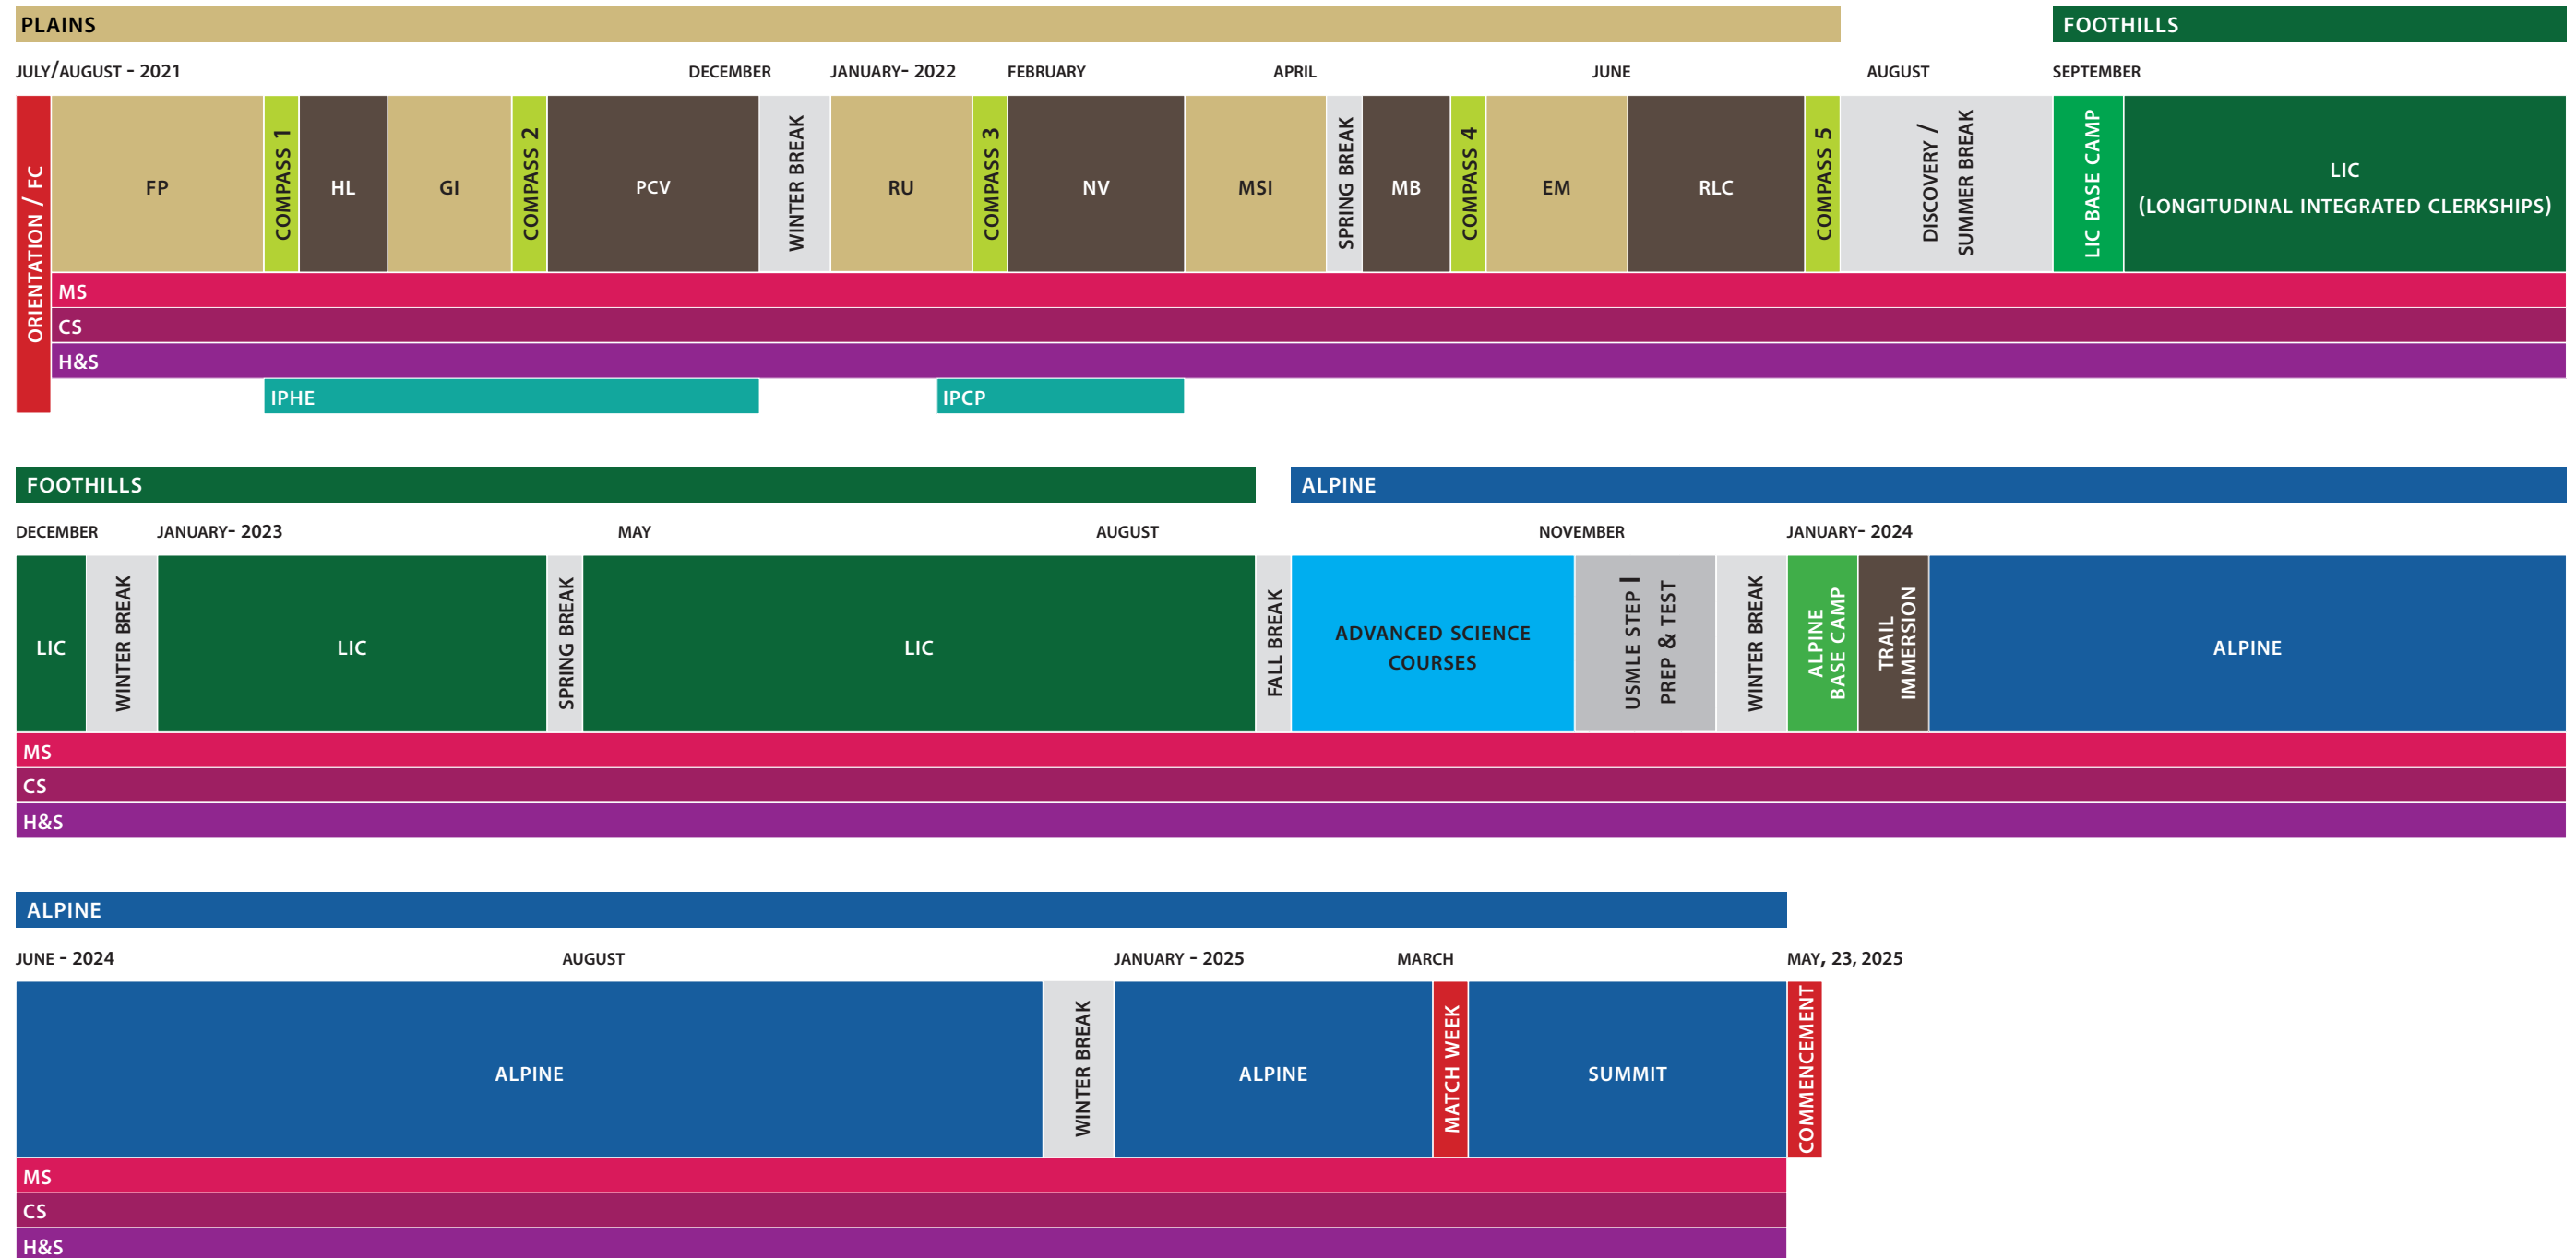 PLAINS
FOOTHILLS
JULY/AUGUST - 2021
DECEMBER
JANUARY- 2022
FEBRUARY
APRIL
JUNE
AUGUST
SEPTEMBER
ORIENTATION / FC
FP
COMPASS 1
HL
GI
COMPASS 2
PCV
WINTER BREAK
RU
COMPASS 3
NV
MSI
SPRING BREAK
MB
COMPASS 4
EM
RLC
COMPASS 5
DISCOVERY /
SUMMER BREAK
LIC BASE CAMP
LIC
(LONGITUDINAL INTEGRATED CLERKSHIPS)
MS
CS
H&S
IPHE
IPCP
FOOTHILLS
ALPINE
DECEMBER
JANUARY- 2023
MAY
AUGUST
NOVEMBER
JANUARY- 2024
LIC
WINTER BREAK
LIC
SPRING BREAK
LIC
FALL BREAK
ADVANCED SCIENCE
COURSES
USMLE STEP I
PREP & TEST
WINTER BREAK
ALPINE
BASE CAMP
TRAIL
IMMERSION
ALPINE
MS
CS
H&S
ALPINE
JUNE - 2024
AUGUST
JANUARY - 2025
MARCH
MAY, 23, 2025
ALPINE
WINTER BREAK
ALPINE
MATCH WEEK
SUMMIT
COMMENCEMENT
MS
CS
H&S